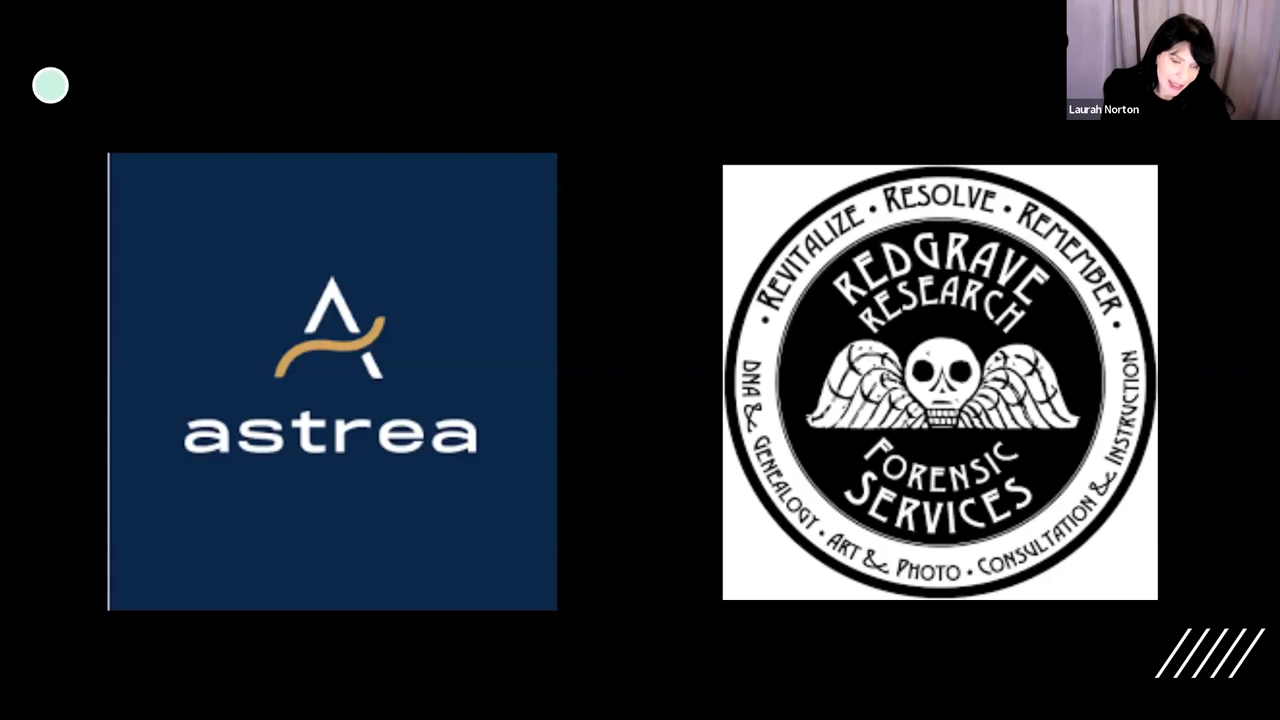 Laurah Norton
astrea
• REVITALIZE • RESOLVE • REMEMBER •
REDGRAVE
RESEARCH
FORENSIC
SERVICES
DNA & GENEALOGY • ART & PHOTO • CONSULTATION & INSTRUCTION